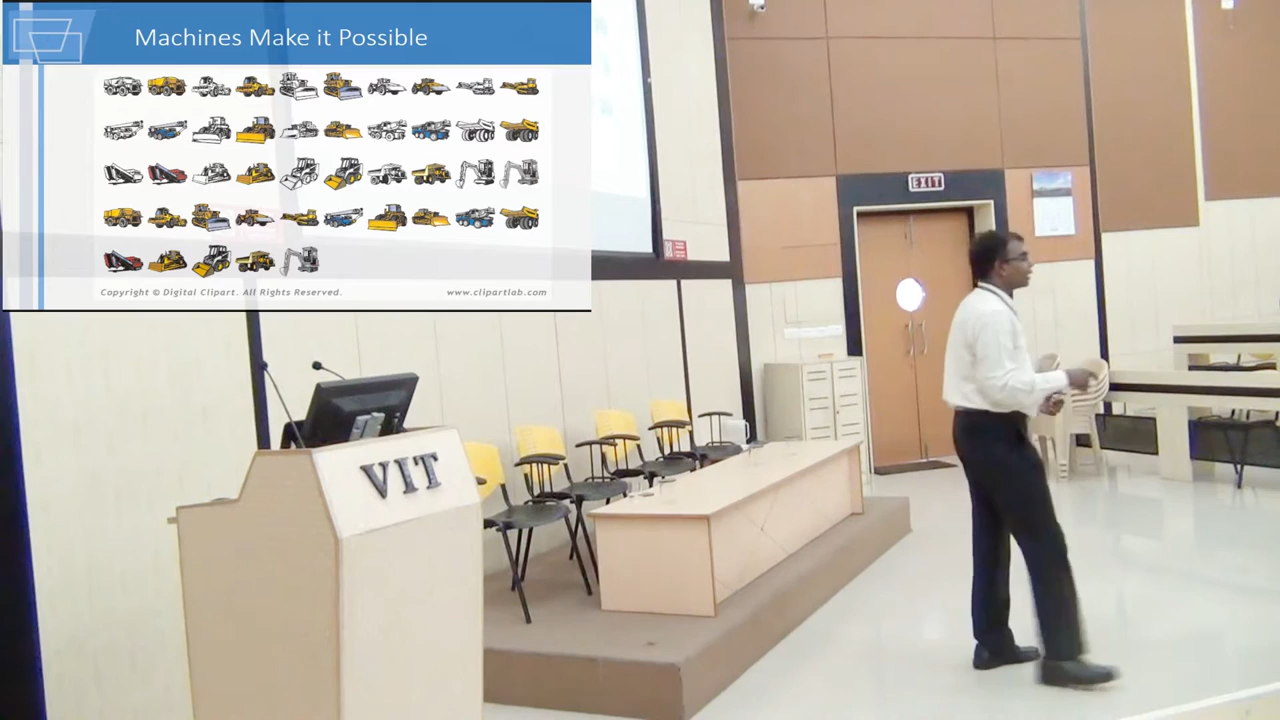 Machines Make it Possible
Copyright © Digital Clipart. All Rights Reserved.
www.clipartlab.com
EXIT
VIT